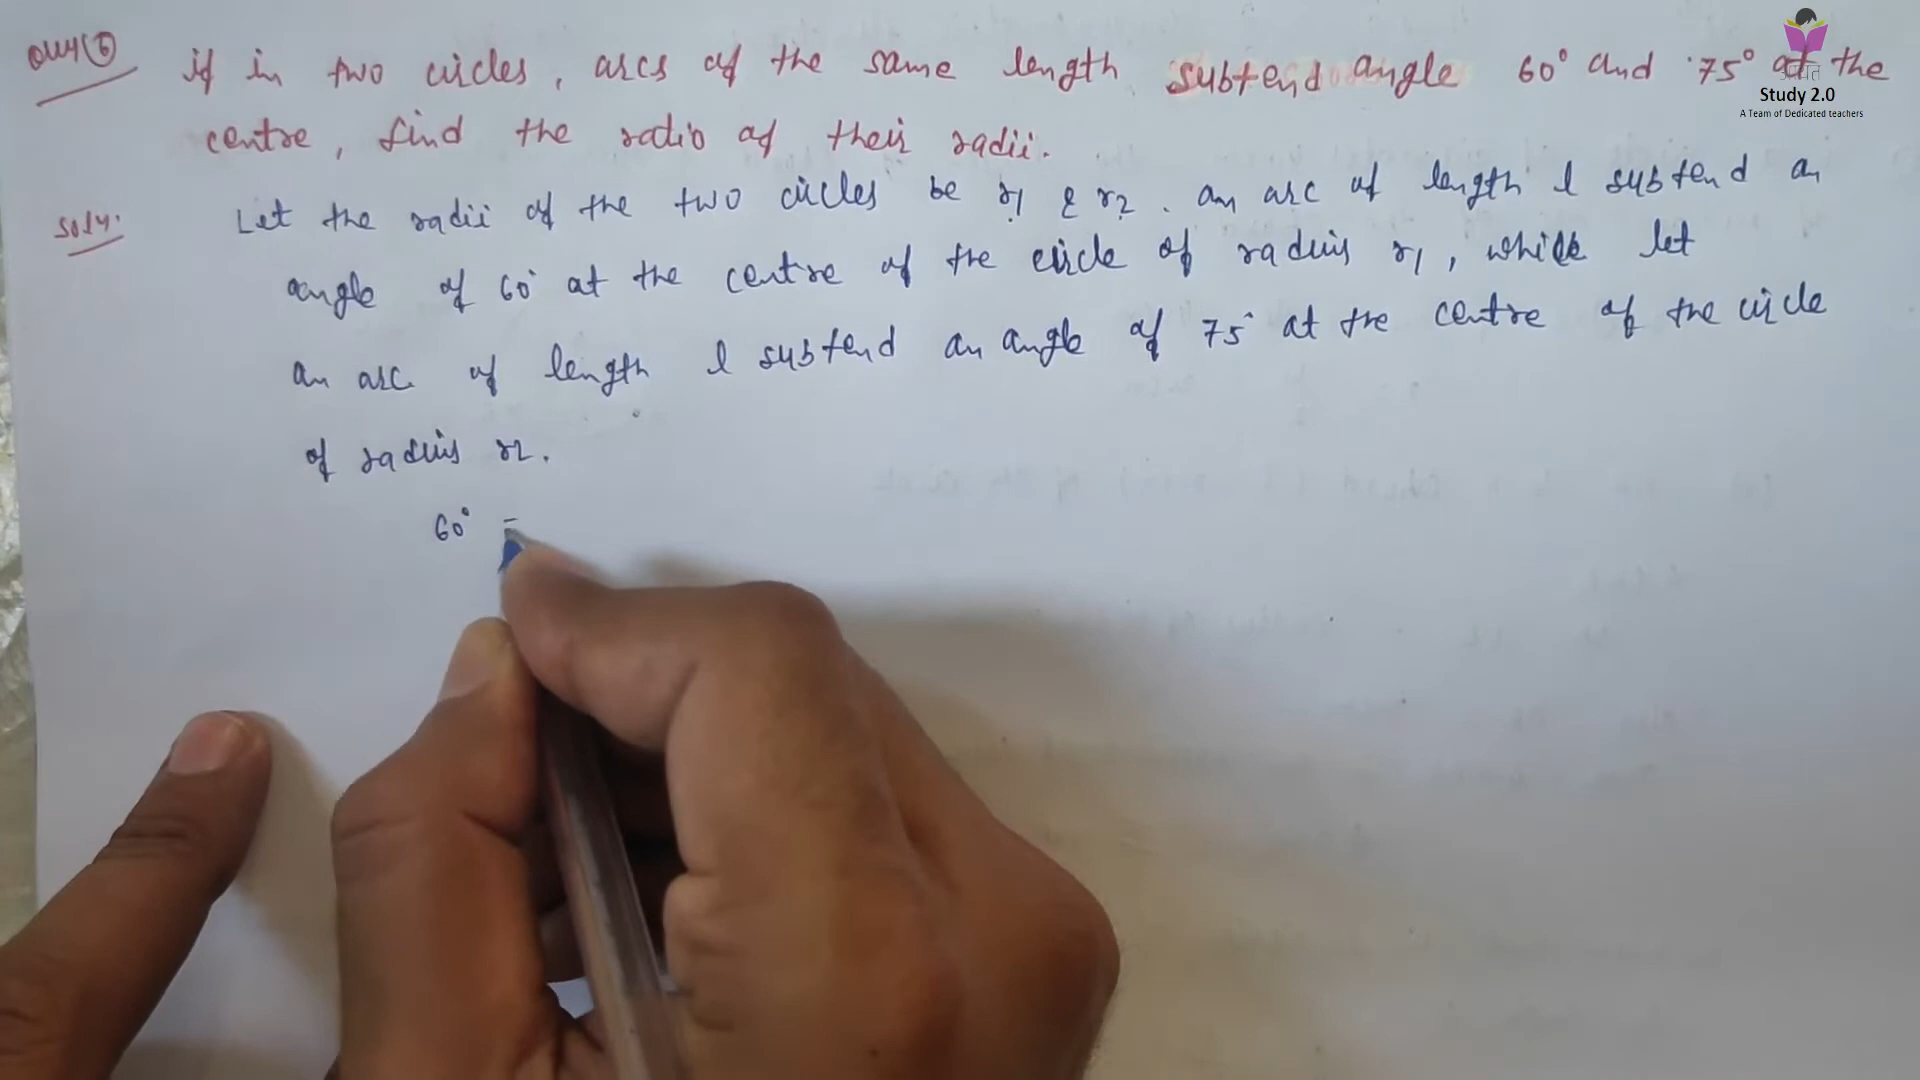 Qus(6) if in two circles, arcs of the same length subtend angle 60° and 75° at the
centre, find the ratio of their radii.
Soln. Let the radii of the two circles be r1 & r2. an arc of length l subtend an
angle of 60° at the centre of the circle of radius r1, while let
an arc of length l subtend an angle of 75° at the centre of the circle
of radius r2.
60° =
Study 2.0
A Team of Dedicated teachers